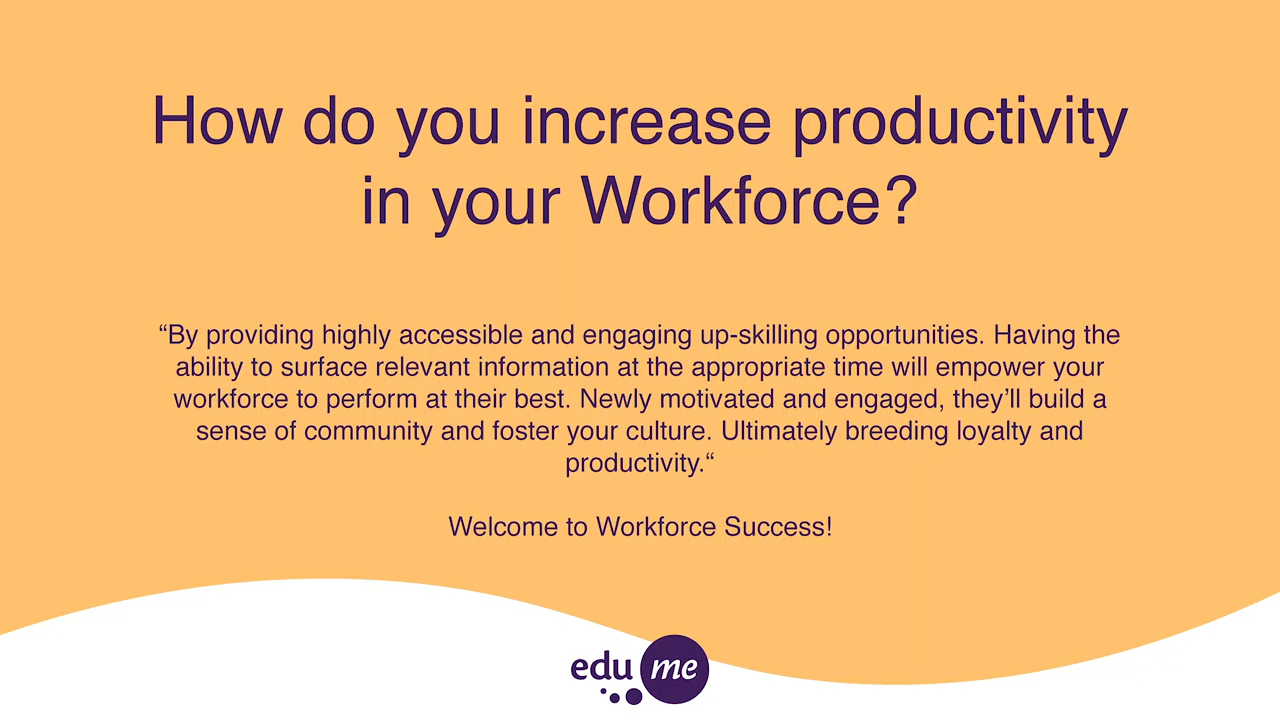 How do you increase productivity
in your Workforce?
“By providing highly accessible and engaging up-skilling opportunities. Having the
ability to surface relevant information at the appropriate time will empower your
workforce to perform at their best. Newly motivated and engaged, they’ll build a
sense of community and foster your culture. Ultimately breeding loyalty and
productivity.“
Welcome to Workforce Success!
edu me